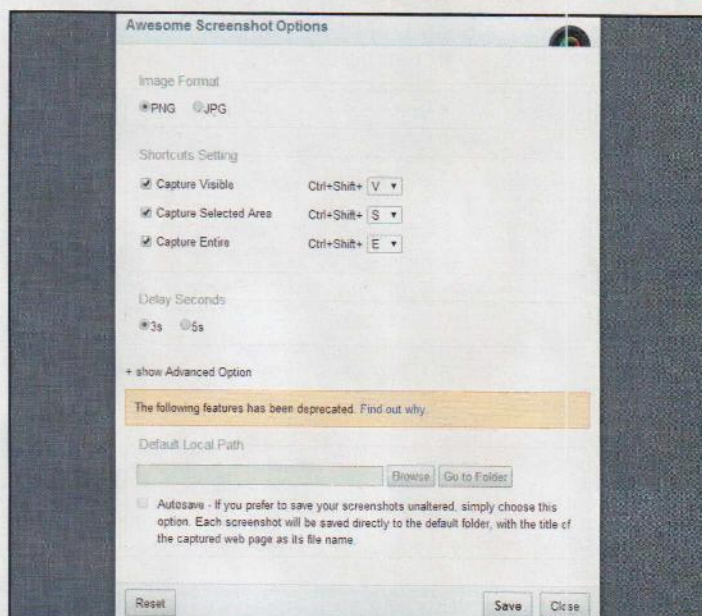 Awesome Screenshot Options
Image Format
PNG JPG
Shortcuts Setting
Capture Visible Ctrl+Shift+ V
Capture Selected Area Ctrl+Shift+ S
Capture Entire Ctrl+Shift+ E
Delay Seconds
3s 5s
+ show Advanced Option
The following features has been deprecated. Find out why.
Default Local Path
Browse Go to Folder
Autosave - If you prefer to save your screenshots unaltered, simply choose this
option. Each screenshot will be saved directly to the default folder, with the title of
the captured web page as its file name.
Reset Save Close